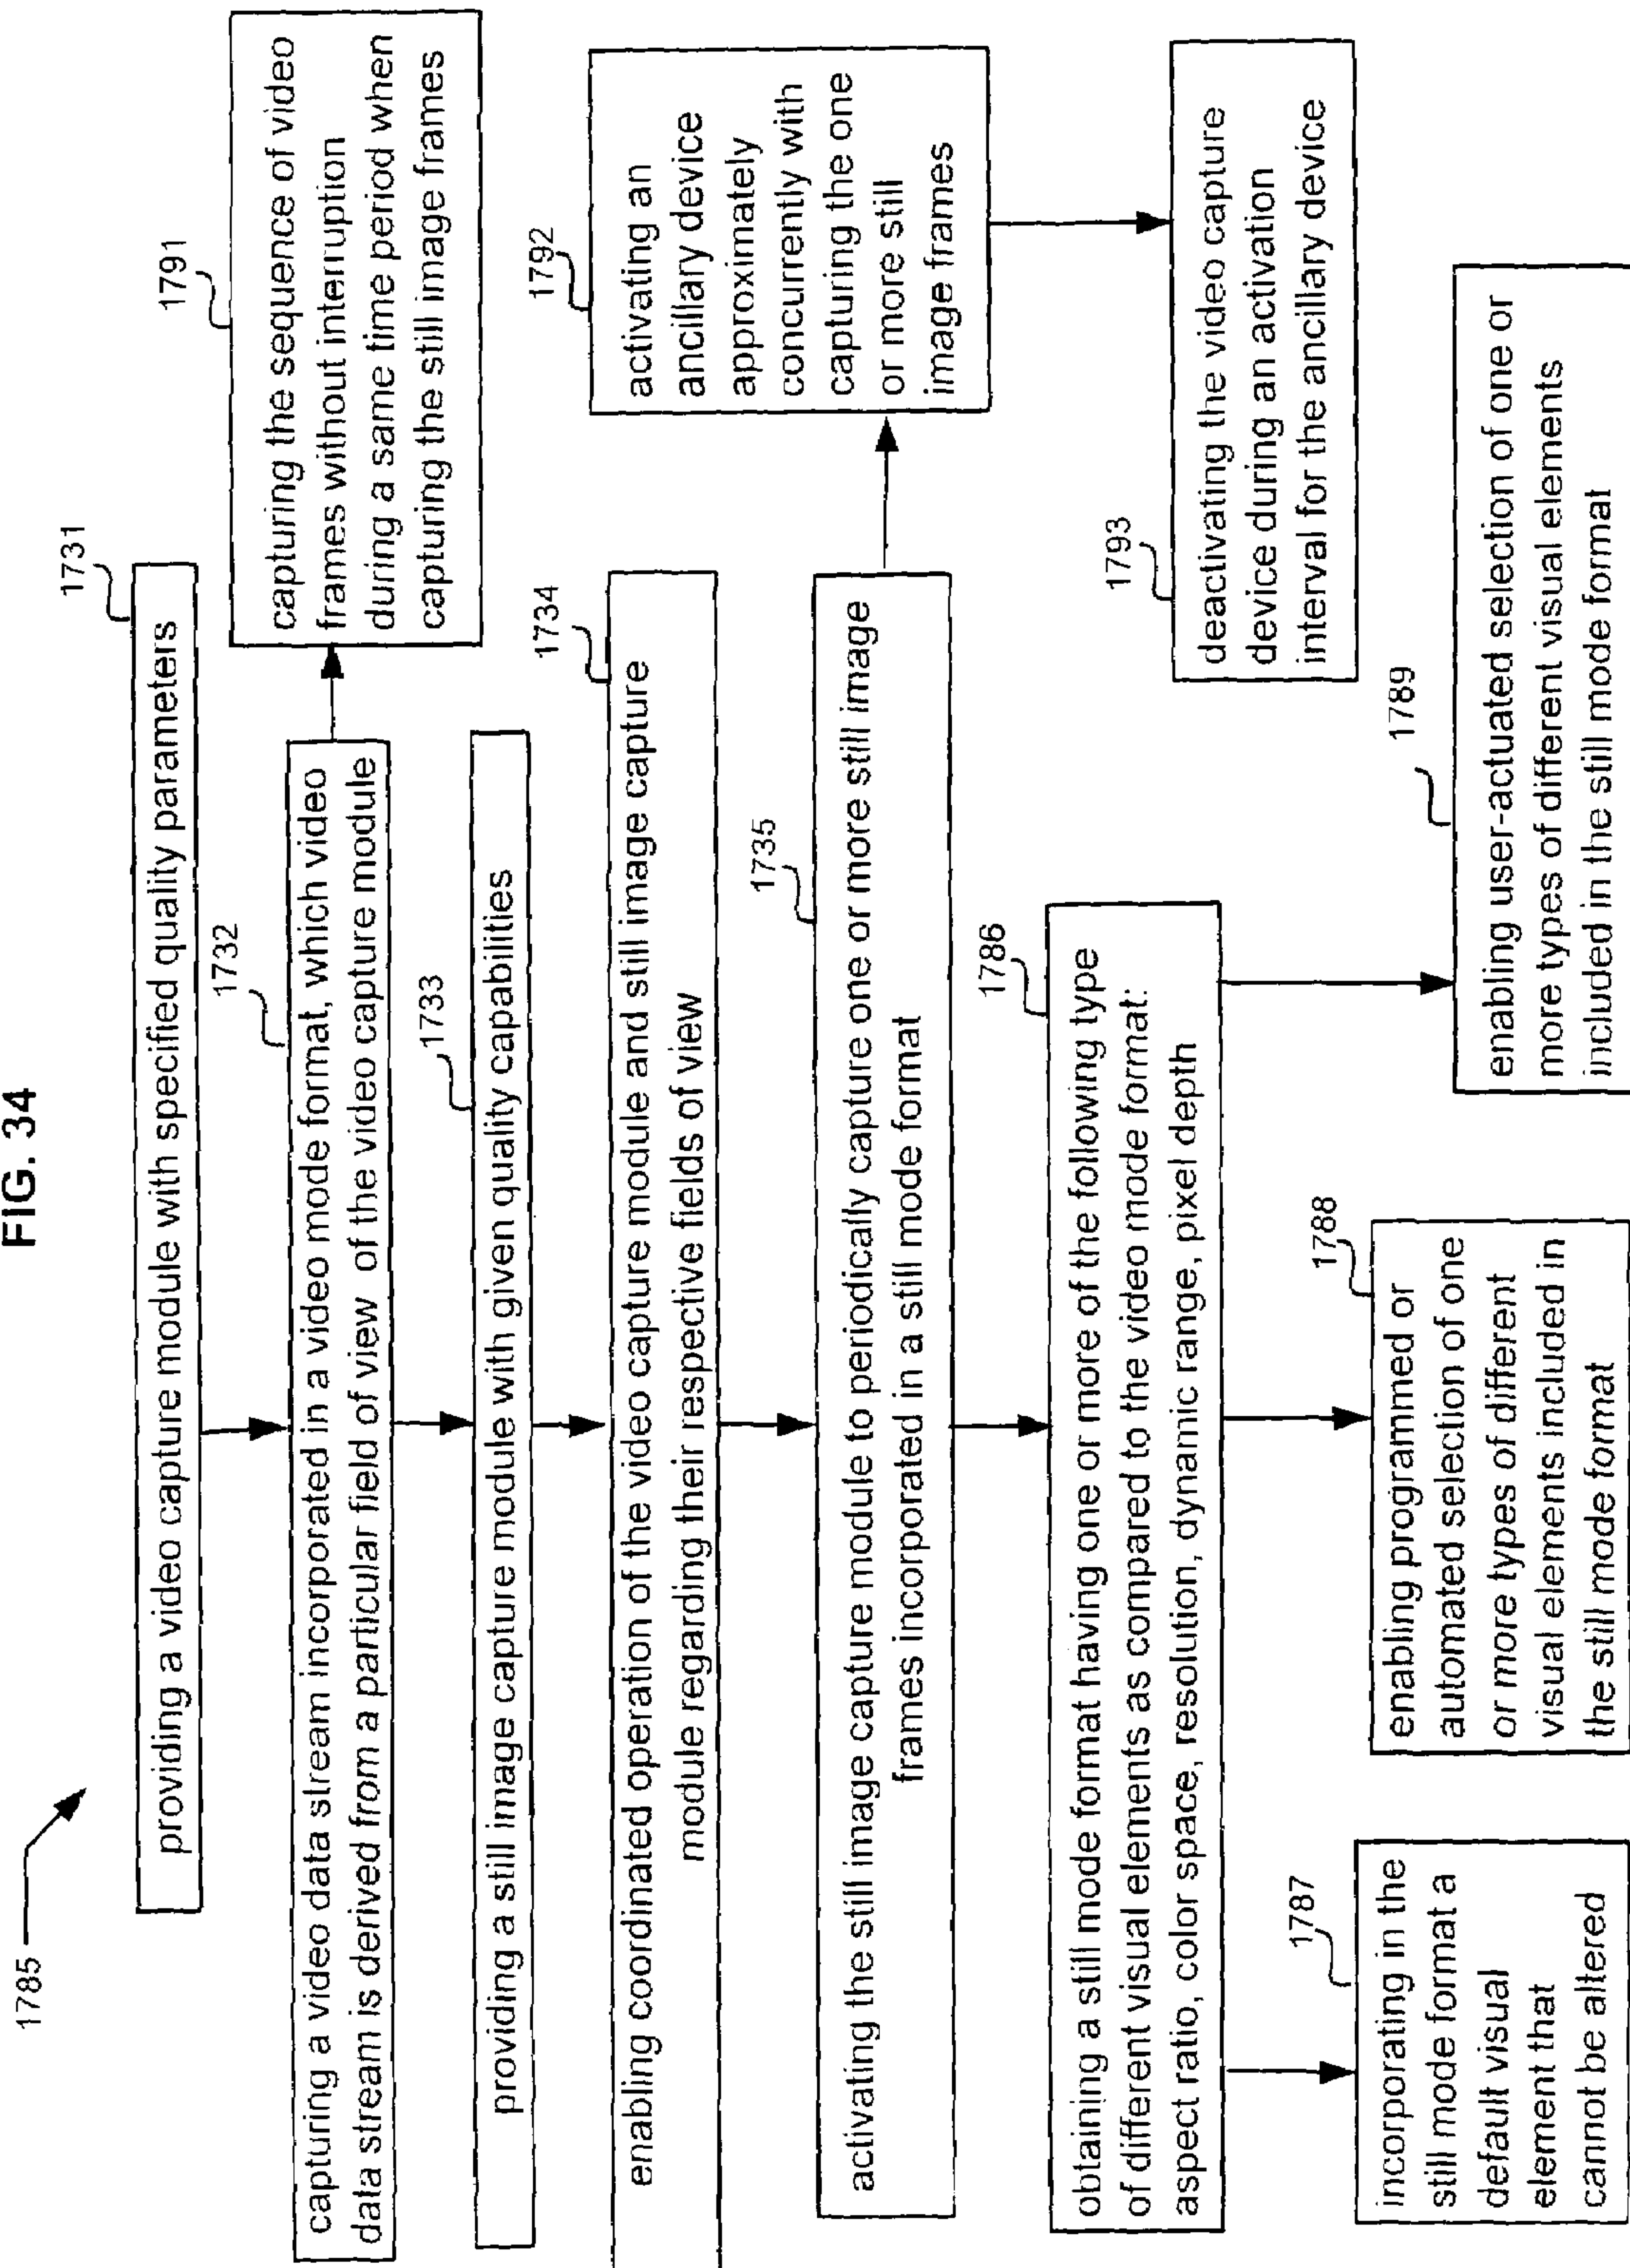 FIG. 34
1785
1731
providing a video capture module with specified quality parameters
1732
capturing a video data stream incorporated in a video mode format, which video
data stream is derived from a particular field of view of the video capture module
1791
capturing the sequence of video
frames without interruption
during a same time period when
capturing the still image frames
1733
providing a still image capture module with given quality capabilities
1734
enabling coordinated operation of the video capture module and still image capture
module regarding their respective fields of view
1735
activating the still image capture module to periodically capture one or more still image
frames incorporated in a still mode format
1792
activating an
ancillary device
approximately
concurrently with
capturing the one
or more still
image frames
1793
deactivating the video capture
device during an activation
interval for the ancillary device
1786
obtaining a still mode format having one or more of the following type
of different visual elements as compared to the video mode format:
aspect ratio, color space, resolution, dynamic range, pixel depth
1787
incorporating in the
still mode format a
default visual
element that
cannot be altered
1788
enabling programmed or
automated selection of one
or more types of different
visual elements included in
the still mode format
1789
enabling user-actuated selection of one or
more types of different visual elements
included in the still mode format